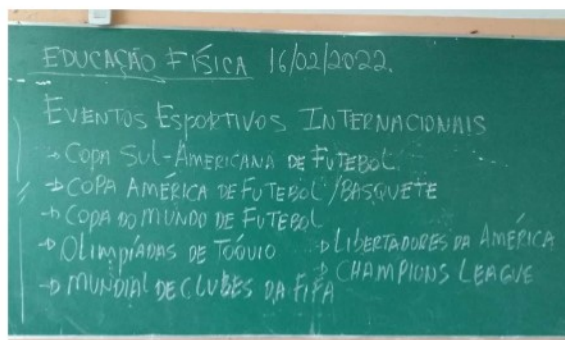 EDUCAÇÃO FÍSICA 16/02/2022.
EVENTOS ESPORTIVOS INTERNACIONAIS
→ COPA SUL-AMERICANA DE FUTEBOL
→ COPA AMÉRICA DE FUTEBOL/BASQUETE
→ COPA DO MUNDO DE FUTEBOL
→ OLIMPÍADAS DE TÓQUIO → LIBERTADORES DA AMÉRICA
→ MUNDIAL DE CLUBES DA FIFA → CHAMPIONS LEAGUE